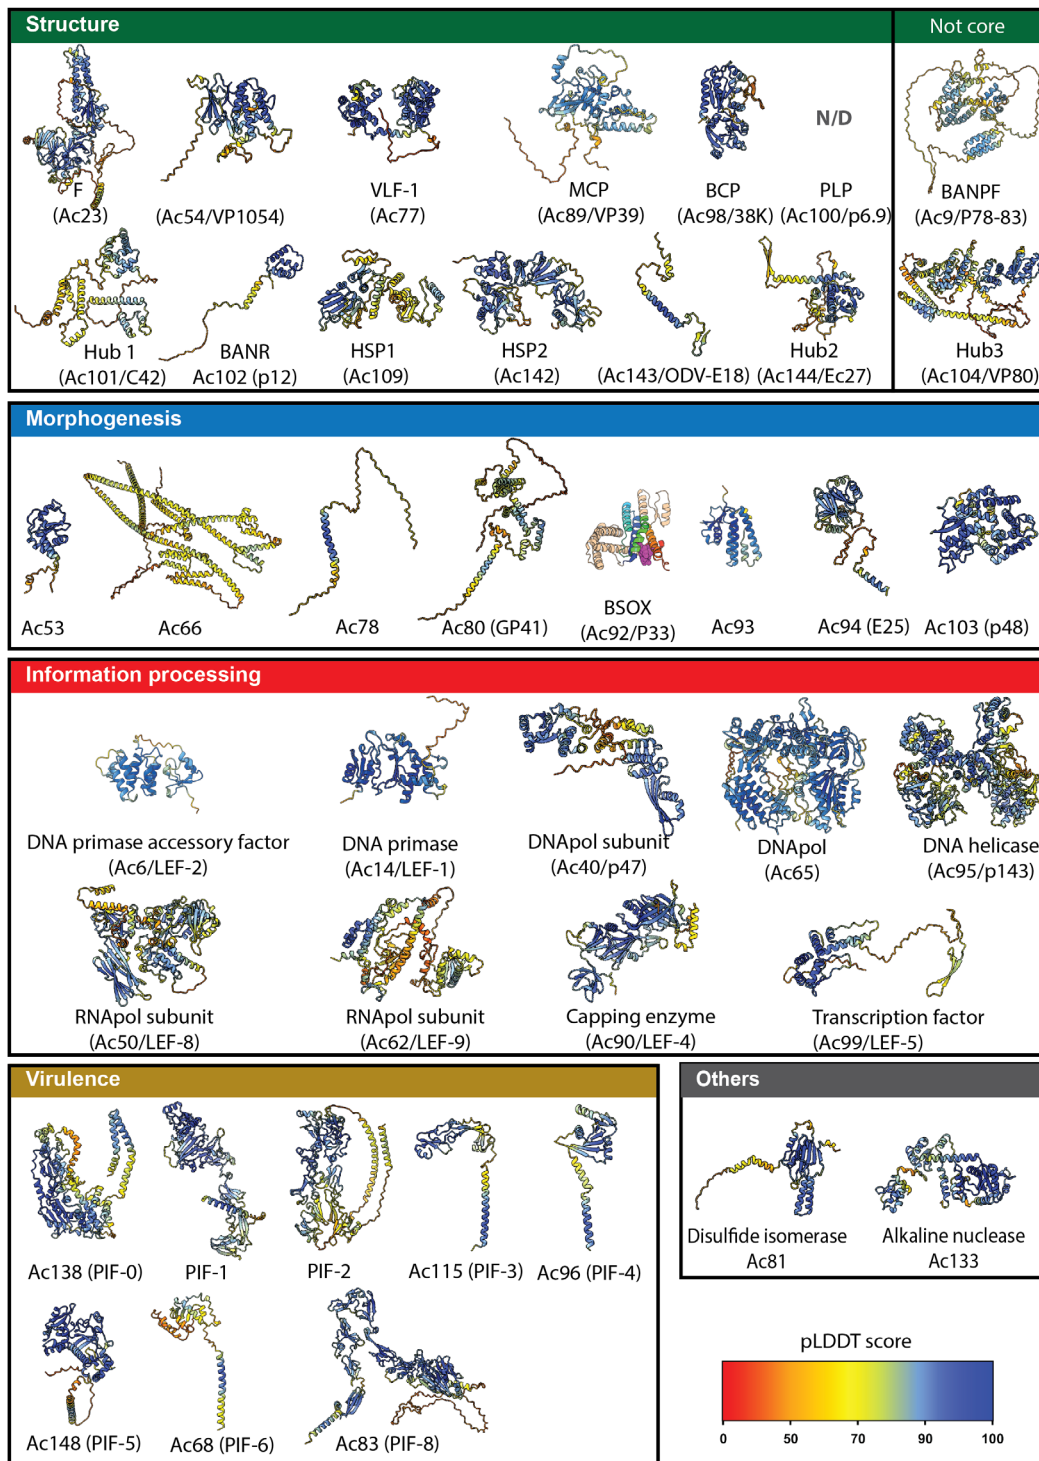 Structure
Not core
N/D
F
(Ac23)
(Ac54/VP1054)
VLF-1
(Ac77)
MCP
(Ac89/VP39)
BCP
(Ac98/38K)
PLP
(Ac100/p6.9)
BANPF
(Ac9/P78-83)
Hub 1
(Ac101/C42)
BANR
Ac102 (p12)
HSP1
(Ac109)
HSP2
(Ac142)
(Ac143/ODV-E18)
Hub2
(Ac144/Ec27)
Hub3
(Ac104/VP80)
Morphogenesis
Ac53
Ac66
Ac78
Ac80 (GP41)
BSOX
(Ac92/P33)
Ac93
Ac94 (E25)
Ac103 (p48)
Information processing
DNA primase accessory factor
(Ac6/LEF-2)
DNA primase
(Ac14/LEF-1)
DNApol subunit
(Ac40/p47)
DNApol
(Ac65)
DNA helicase
(Ac95/p143)
RNApol subunit
(Ac50/LEF-8)
RNApol subunit
(Ac62/LEF-9)
Capping enzyme
(Ac90/LEF-4)
Transcription factor
(Ac99/LEF-5)
Virulence
Ac138 (PIF-0)
PIF-1
PIF-2
Ac115 (PIF-3)
Ac96 (PIF-4)
Ac148 (PIF-5)
Ac68 (PIF-6)
Ac83 (PIF-8)
Others
Disulfide isomerase
Ac81
Alkaline nuclease
Ac133
pLDDT score
0 50 70 90 100